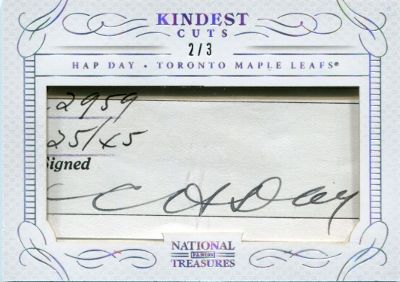 KINDEST
CUTS
2/3
HAP DAY • TORONTO MAPLE LEAFS®
2959
25/45
Signed
C H Day
NATIONAL
PANINI
TREASURES